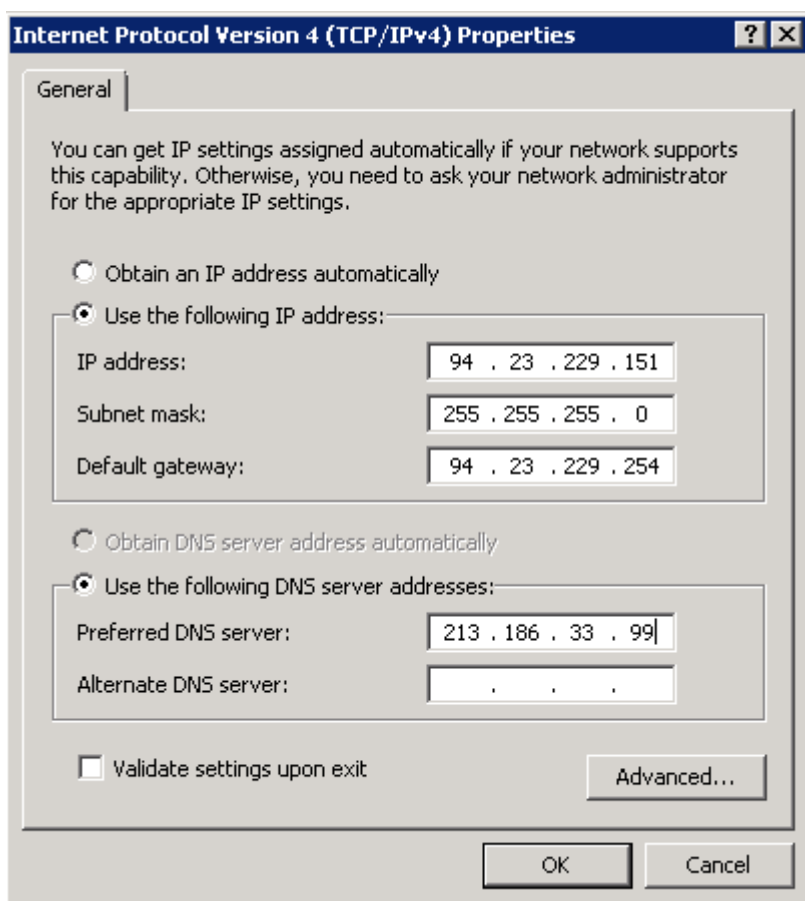 Internet Protocol Version 4 (TCP/IPv4) Properties
General
You can get IP settings assigned automatically if your network supports
this capability. Otherwise, you need to ask your network administrator
for the appropriate IP settings.
Obtain an IP address automatically
Use the following IP address:
IP address: 94 . 23 . 229 . 151
Subnet mask: 255 . 255 . 255 . 0
Default gateway: 94 . 23 . 229 . 254
Obtain DNS server address automatically
Use the following DNS server addresses:
Preferred DNS server: 213 . 186 . 33 . 99
Alternate DNS server: . . .
Validate settings upon exit
Advanced...
OK Cancel